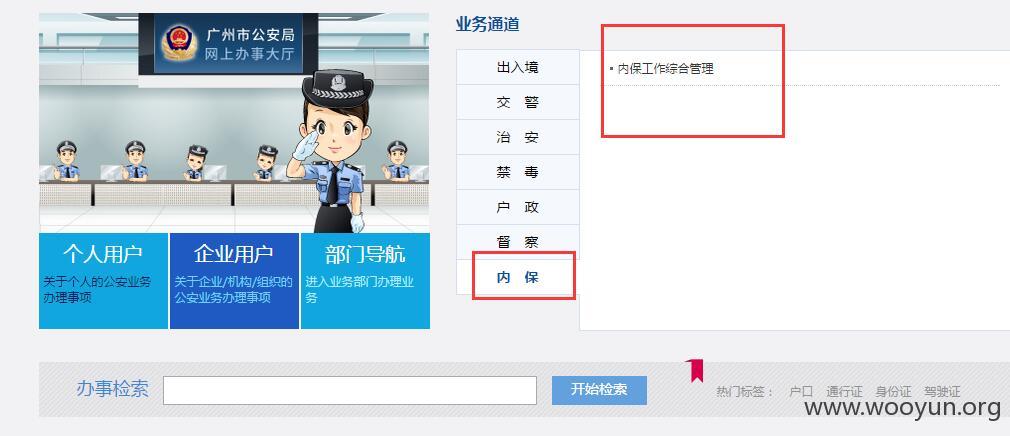 广州市公安局
网上办事大厅
个人用户
关于个人的公安业务
办理事项
企业用户
关于企业/机构/组织的
公安业务办理事项
部门导航
进入业务部门办理业
务
业务通道
出入境
交 警
治 安
禁 毒
户 政
督 察
内 保
内保工作综合管理
办事检索
开始检索
热门标签： 户口 通行证 身份证 驾驶证
www.wooyun.org